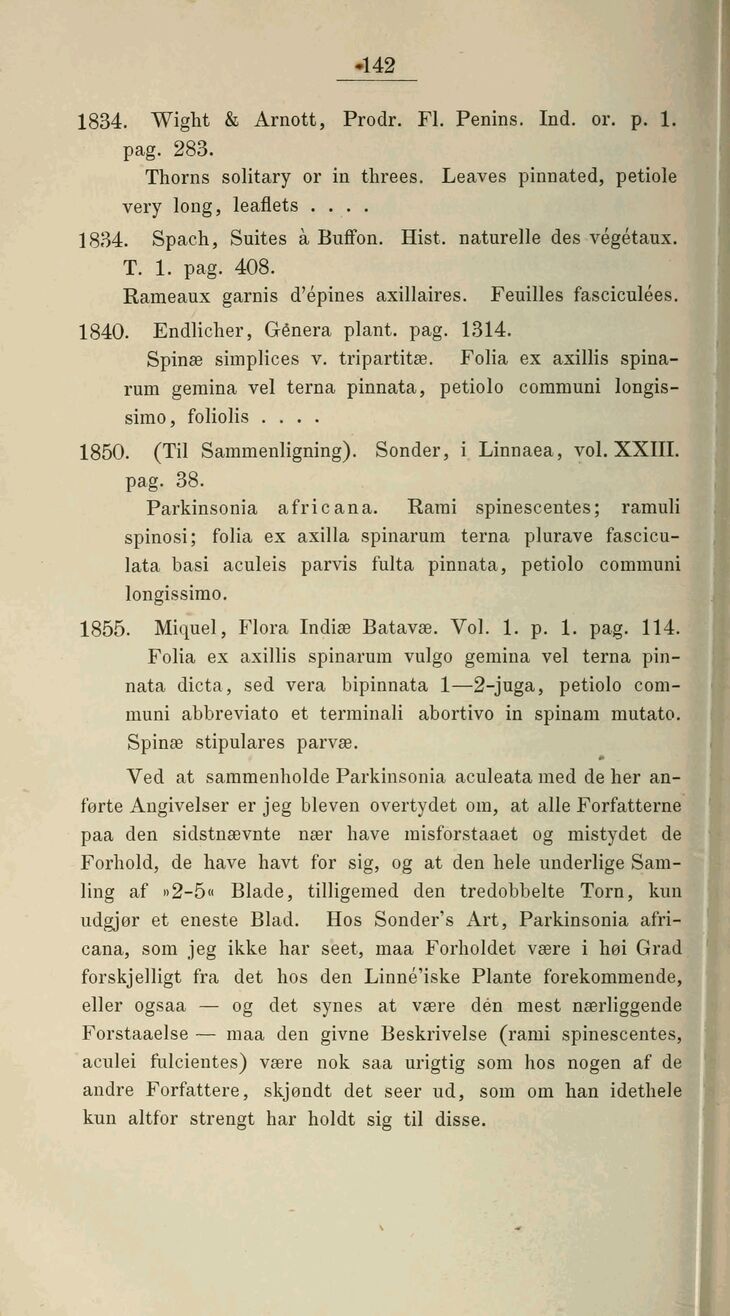 142
1834. Wight & Arnott, Prodr. Fl. Penins. Ind. or. p. 1.
pag. 283.
Thorns solitary or in threes. Leaves pinnated, petiole
very long, leaflets . . . .
1834. Spach, Suites à Buffon. Hist. naturelle des végétaux.
T. 1. pag. 408.
Rameaux garnis d'épines axillaires. Feuilles fasciculées.
1840. Endlicher, Génera plant. pag. 1314.
Spinæ simplices v. tripartitæ. Folia ex axillis spina-
rum gemina vel terna pinnata, petiolo communi longis-
simo, foliolis . . . .
1850. (Til Sammenligning). Sonder, i Linnaea, vol. XXIII.
pag. 38.
Parkinsonia africana. Rami spinescentes; ramuli
spinosi; folia ex axilla spinarum terna plurave fascicu-
lata basi aculeis parvis fulta pinnata, petiolo communi
longissimo.
1855. Miquel, Flora Indiæ Batavæ. Vol. 1. p. 1. pag. 114.
Folia ex axillis spinarum vulgo gemina vel terna pin-
nata dicta, sed vera bipinnata 1—2-juga, petiolo com-
muni abbreviato et terminali abortivo in spinam mutato.
Spinæ stipulares parvæ.
Ved at sammenholde Parkinsonia aculeata med de her an-
førte Angivelser er jeg bleven overtydet om, at alle Forfatterne
paa den sidstnævnte nær have misforstaaet og mistydet de
Forhold, de have havt for sig, og at den hele underlige Sam-
ling af »2-5« Blade, tilligemed den tredobbelte Torn, kun
udgjør et eneste Blad. Hos Sonder's Art, Parkinsonia afri-
cana, som jeg ikke har seet, maa Forholdet være i høi Grad
forskjelligt fra det hos den Linné'iske Plante forekommende,
eller ogsaa — og det synes at være dén mest nærliggende
Forstaaelse — maa den givne Beskrivelse (rami spinescentes,
aculei fulcientes) være nok saa urigtig som hos nogen af de
andre Forfattere, skjøndt det seer ud, som om han idethele
kun altfor strengt har holdt sig til disse.